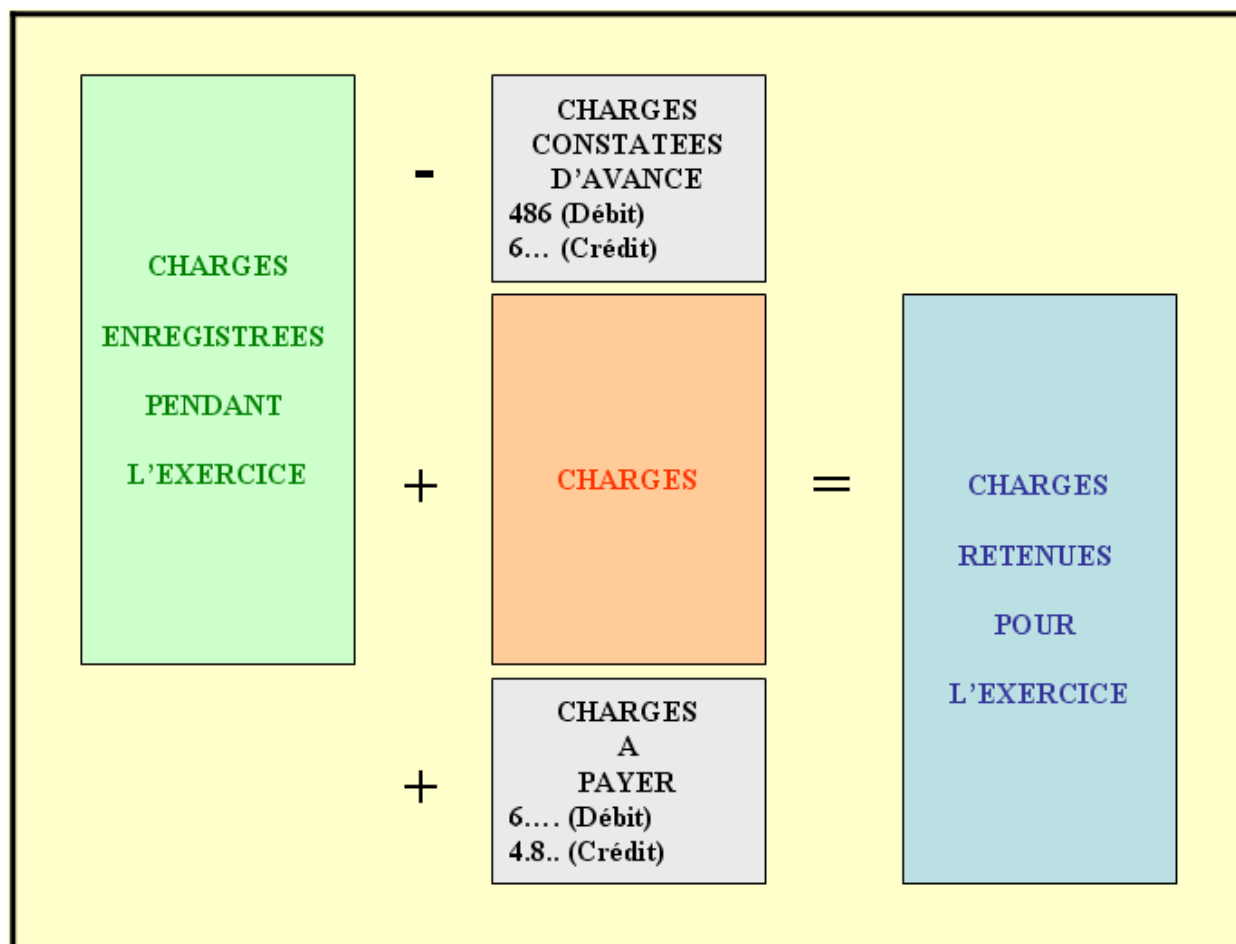 CHARGES
ENREGISTREES
PENDANT
L'EXERCICE
-
CHARGES
CONSTATEES
D'AVANCE
486 (Débit)
6… (Crédit)
+
CHARGES
=
CHARGES
RETENUES
POUR
L'EXERCICE
+
CHARGES
A
PAYER
6…. (Débit)
4.8.. (Crédit)